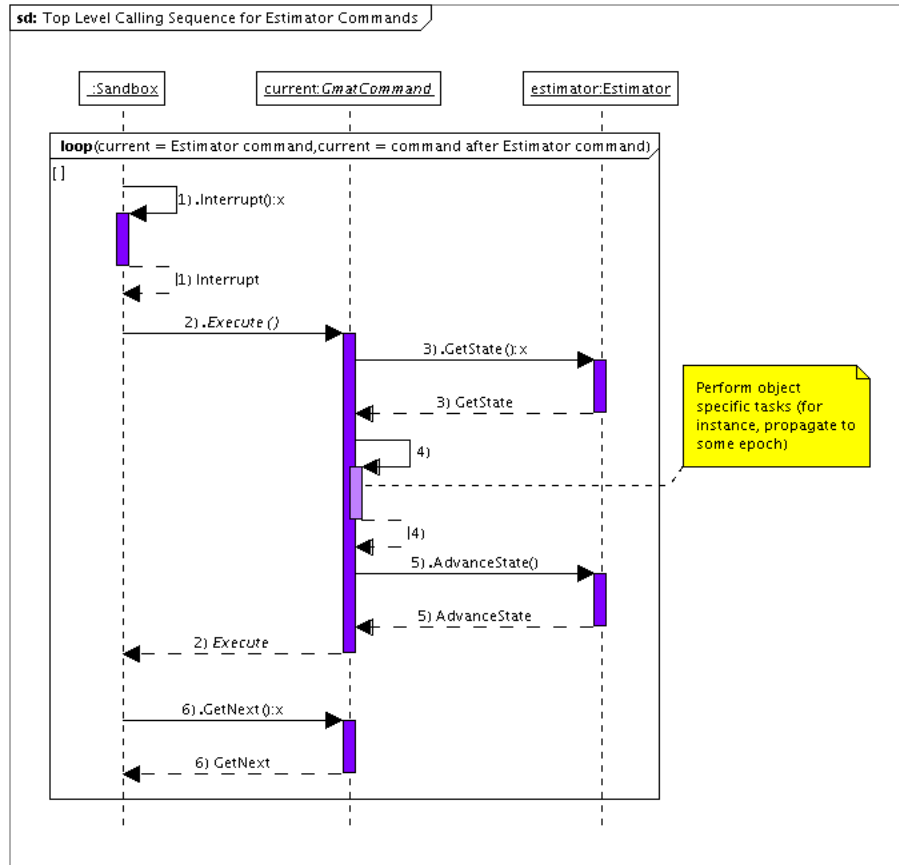 sd: Top Level Calling Sequence for Estimator Commands
:Sandbox
current:GmatCommand
estimator:Estimator
loop(current = Estimator command,current = command after Estimator command)
[ ]
1) .Interrupt():x
1) Interrupt
2) .Execute ()
3) .GetState():x
3) GetState
Perform object
specific tasks (for
instance, propagate to
some epoch)
4)
4)
5) .AdvanceState()
5) AdvanceState
2) Execute
6) .GetNext():x
6) GetNext